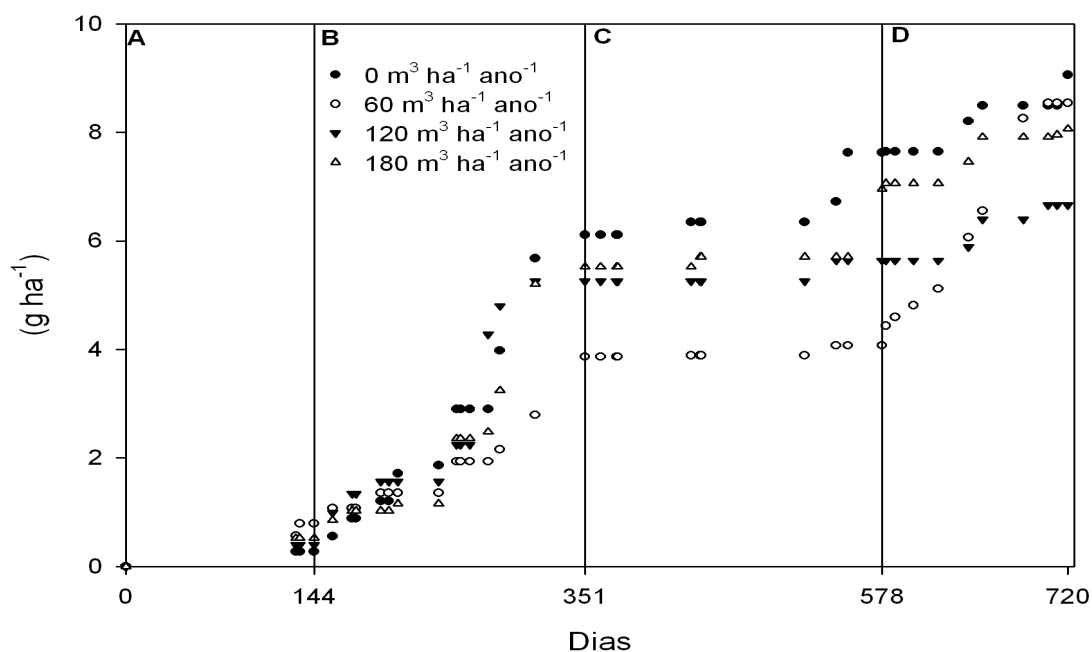 10
8
6
4
2
0
(g ha⁻¹)
A
B
C
D
0 m³ ha⁻¹ ano⁻¹
60 m³ ha⁻¹ ano⁻¹
120 m³ ha⁻¹ ano⁻¹
180 m³ ha⁻¹ ano⁻¹
0
144
351
578
720
Dias